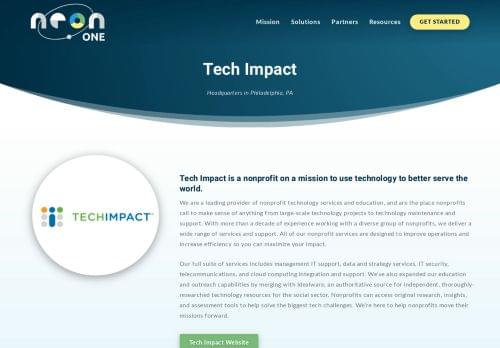 neon
ONE
Mission Solutions Partners Resources GET STARTED
Tech Impact
Headquarters in Philadelphia, PA
TECHIMPACT
Tech Impact is a nonprofit on a mission to use technology to better serve the
world.
We are a leading provider of nonprofit technology services and education, and are the place nonprofits
call to make sense of anything from large-scale technology projects to technology maintenance and
support. With more than a decade of experience working with a diverse group of nonprofits, we deliver a
wide range of services and support. All of our nonprofit services are designed to improve operations and
increase efficiency so you can maximize your impact.
Our full suite of services includes management IT support, data and strategy services, IT security,
telecommunications, and cloud computing integration and support. We've also expanded our education
and outreach capabilities by merging with Idealware, an authoritative source for independent, thoroughly-
researched technology resources for the social sector. Nonprofits can access original research, insights,
and assessment tools to help solve the biggest tech challenges. We're here to help nonprofits move their
missions forward.
Tech Impact Website